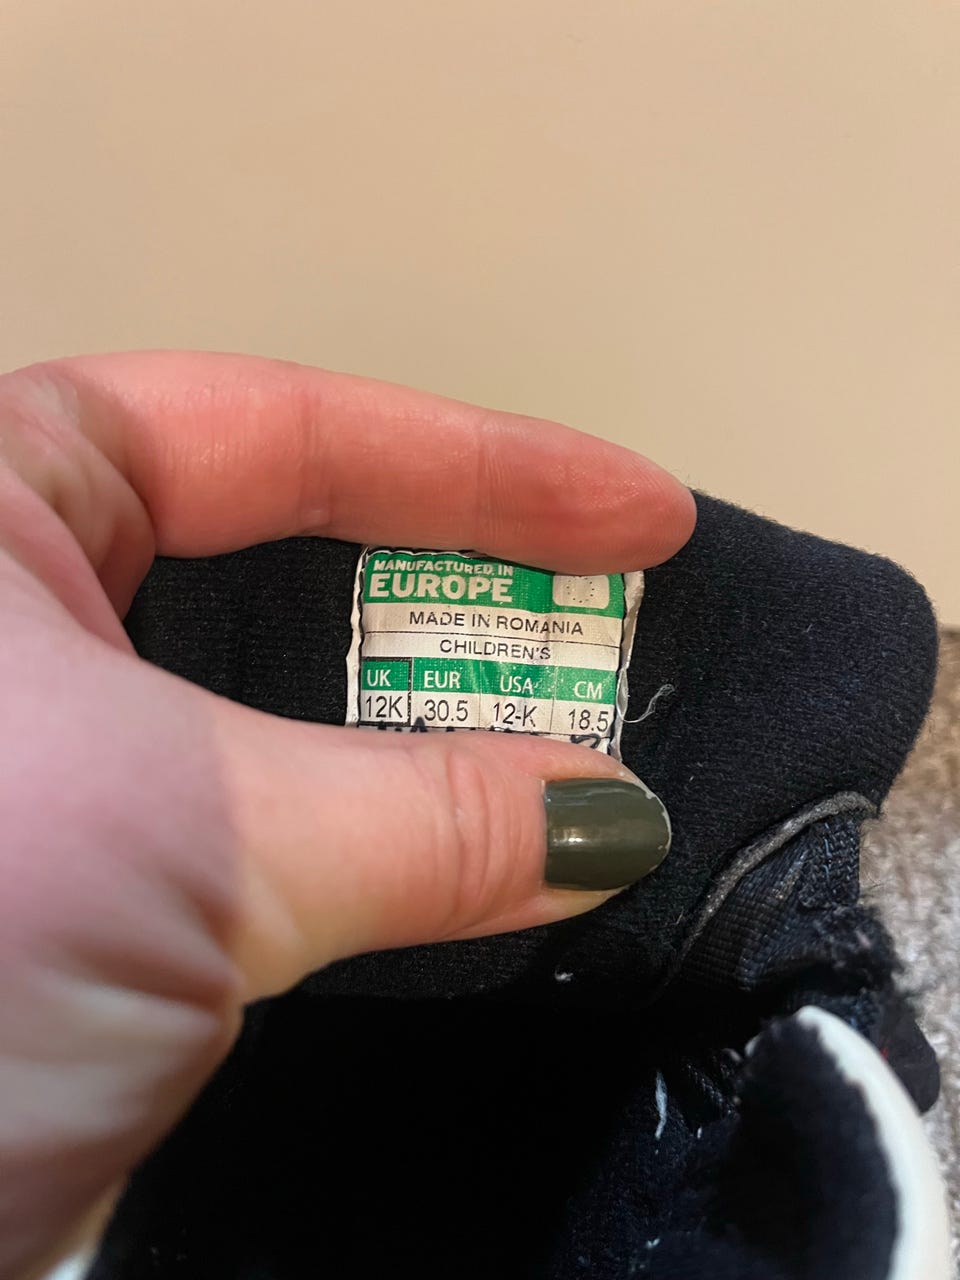 MANUFACTURED IN
EUROPE
MADE IN ROMANIA
CHILDREN'S
UK EUR USA CM
12K 30.5 12-K 18.5